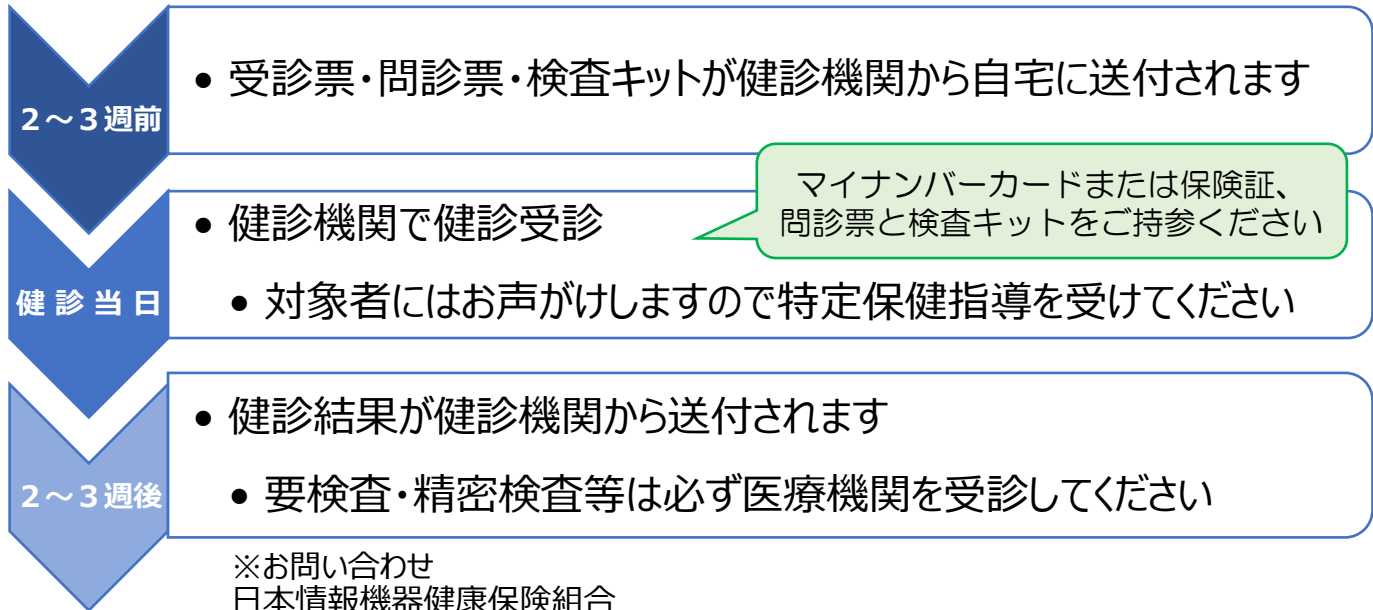 ２～３週前
• 受診票・問診票・検査キットが健診機関から自宅に送付されます
マイナンバーカードまたは保険証、
問診票と検査キットをご持参ください
健 診 当 日
• 健診機関で健診受診
• 対象者にはお声がけしますので特定保健指導を受けてください
２～３週後
• 健診結果が健診機関から送付されます
• 要検査・精密検査等は必ず医療機関を受診してください
※お問い合わせ
日本情報機器健康保険組合